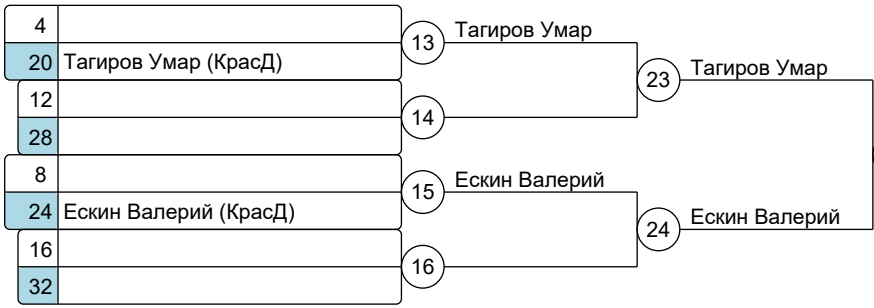 4
20 Тагиров Умар (КрасД)
13
Тагиров Умар
12
28
14
23
Тагиров Умар
8
24 Ескин Валерий (КрасД)
15
Ескин Валерий
16
32
16
24
Ескин Валерий